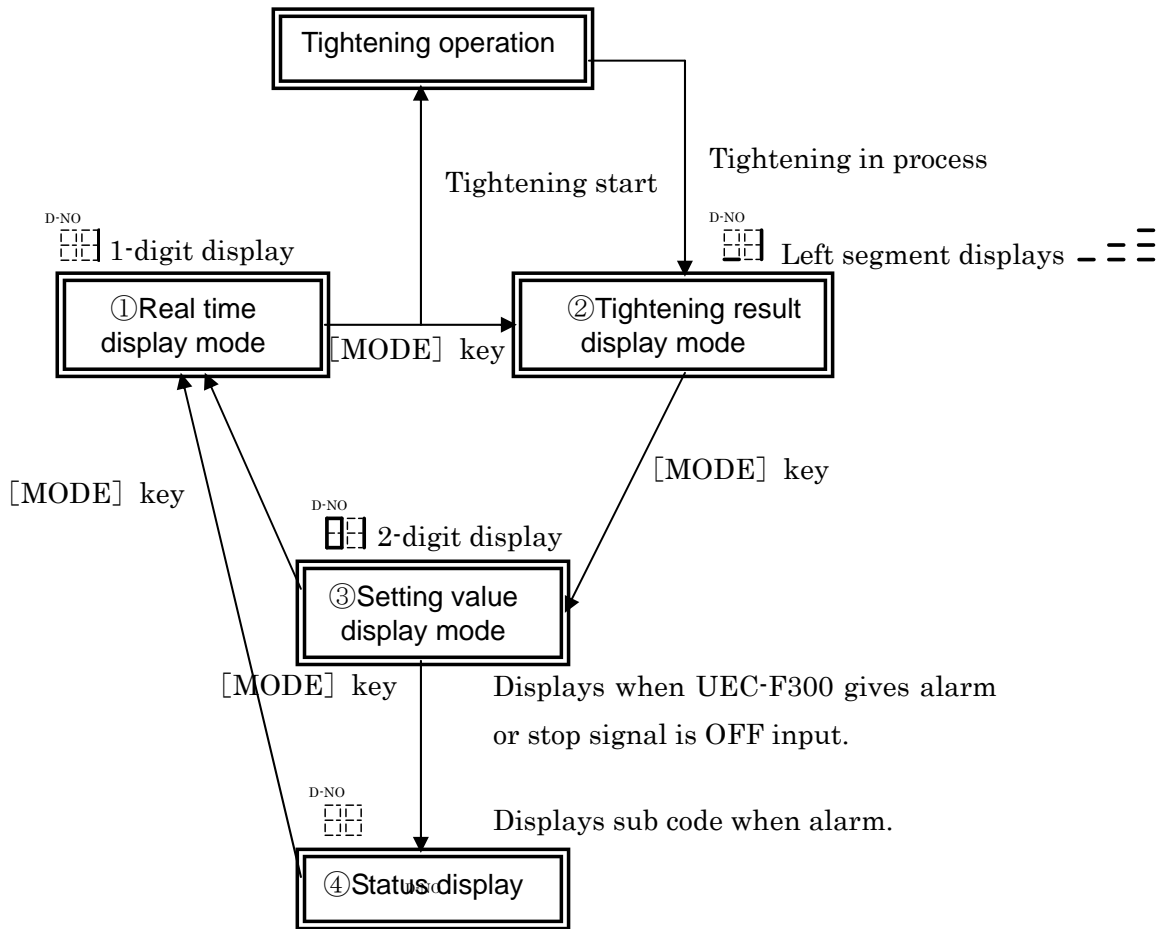 Tightening operation
Tightening in process
Tightening start
D-NO
1-digit display
D-NO
Left segment displays
①Real time
display mode
[MODE] key
②Tightening result
display mode
[MODE] key
[MODE] key
D-NO
2-digit display
③Setting value
display mode
[MODE] key
Displays when UEC-F300 gives alarm
or stop signal is OFF input.
D-NO
Displays sub code when alarm.
④Status display
D-NO